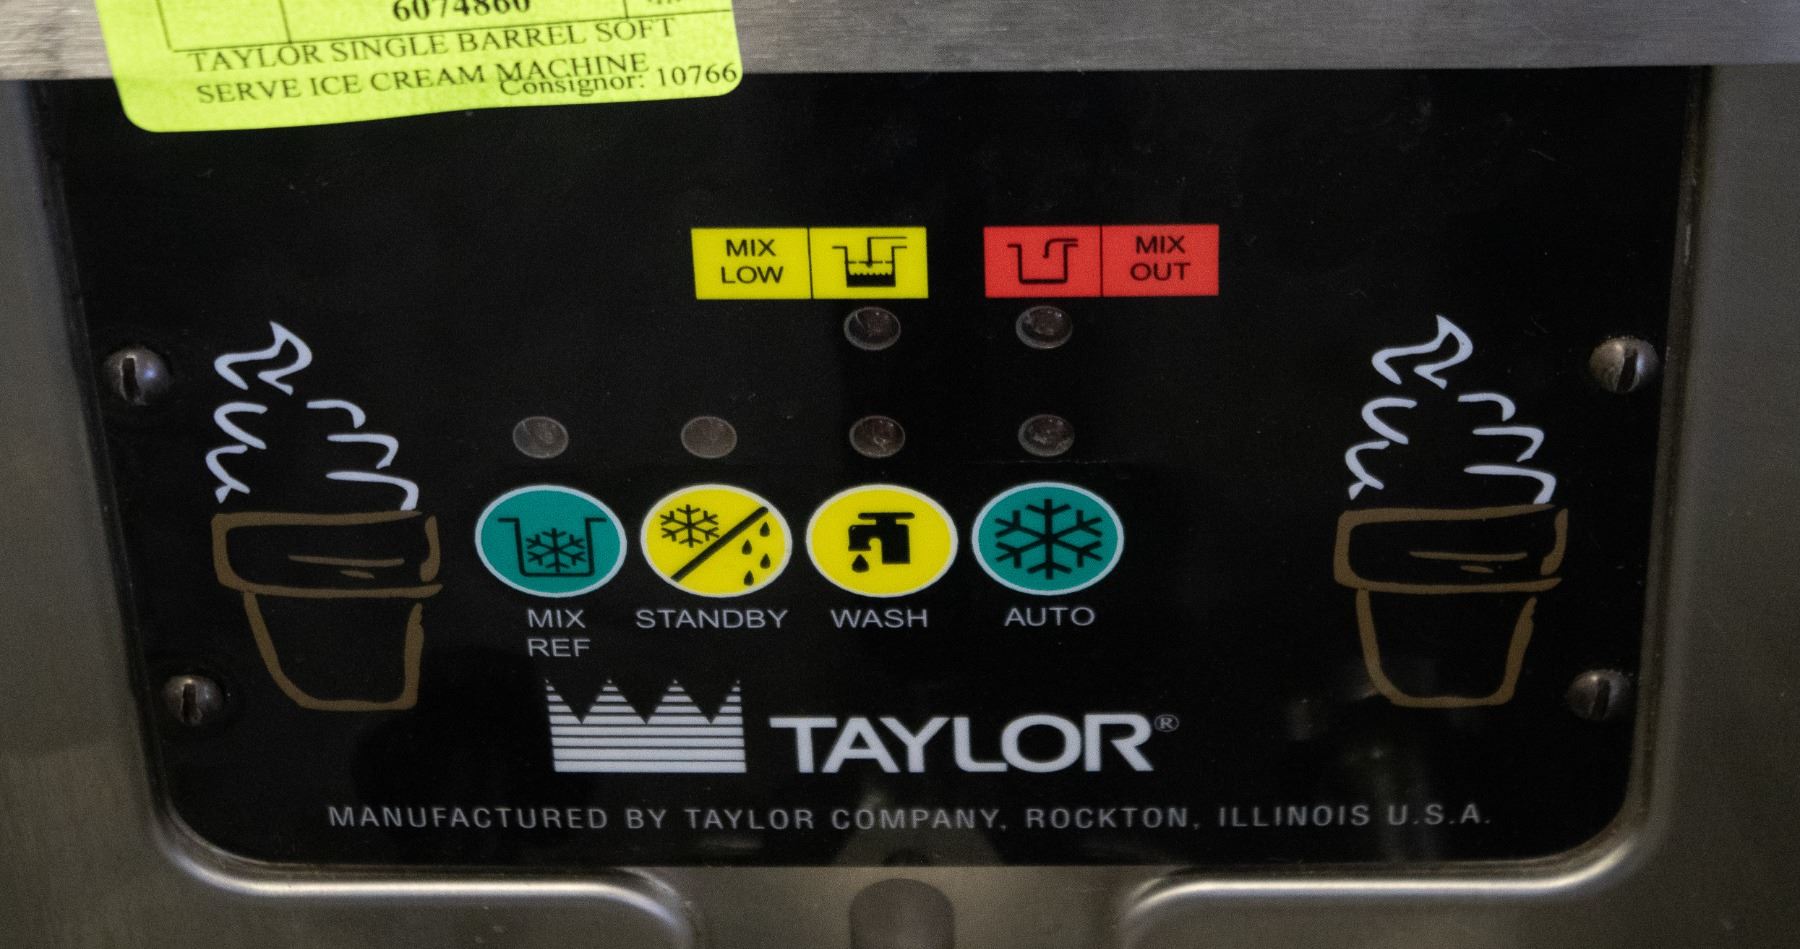 6074860
TAYLOR SINGLE BARREL SOFT
SERVE ICE CREAM MACHINE
Consignor: 10766
MIX
LOW
MIX
OUT
MIX
REF
STANDBY
WASH
AUTO
TAYLOR®
MANUFACTURED BY TAYLOR COMPANY, ROCKTON, ILLINOIS U.S.A.